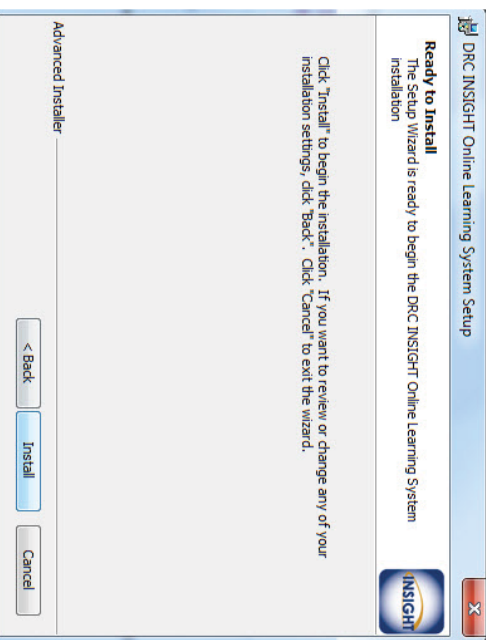 DRC INSIGHT Online Learning System Setup
Ready to Install
The Setup Wizard is ready to begin the DRC INSIGHT Online Learning System
installation
INSIGHT
Click "Install" to begin the installation.  If you want to review or change any of your
installation settings, click "Back".  Click "Cancel" to exit the wizard.
Advanced Installer
< Back
Install
Cancel